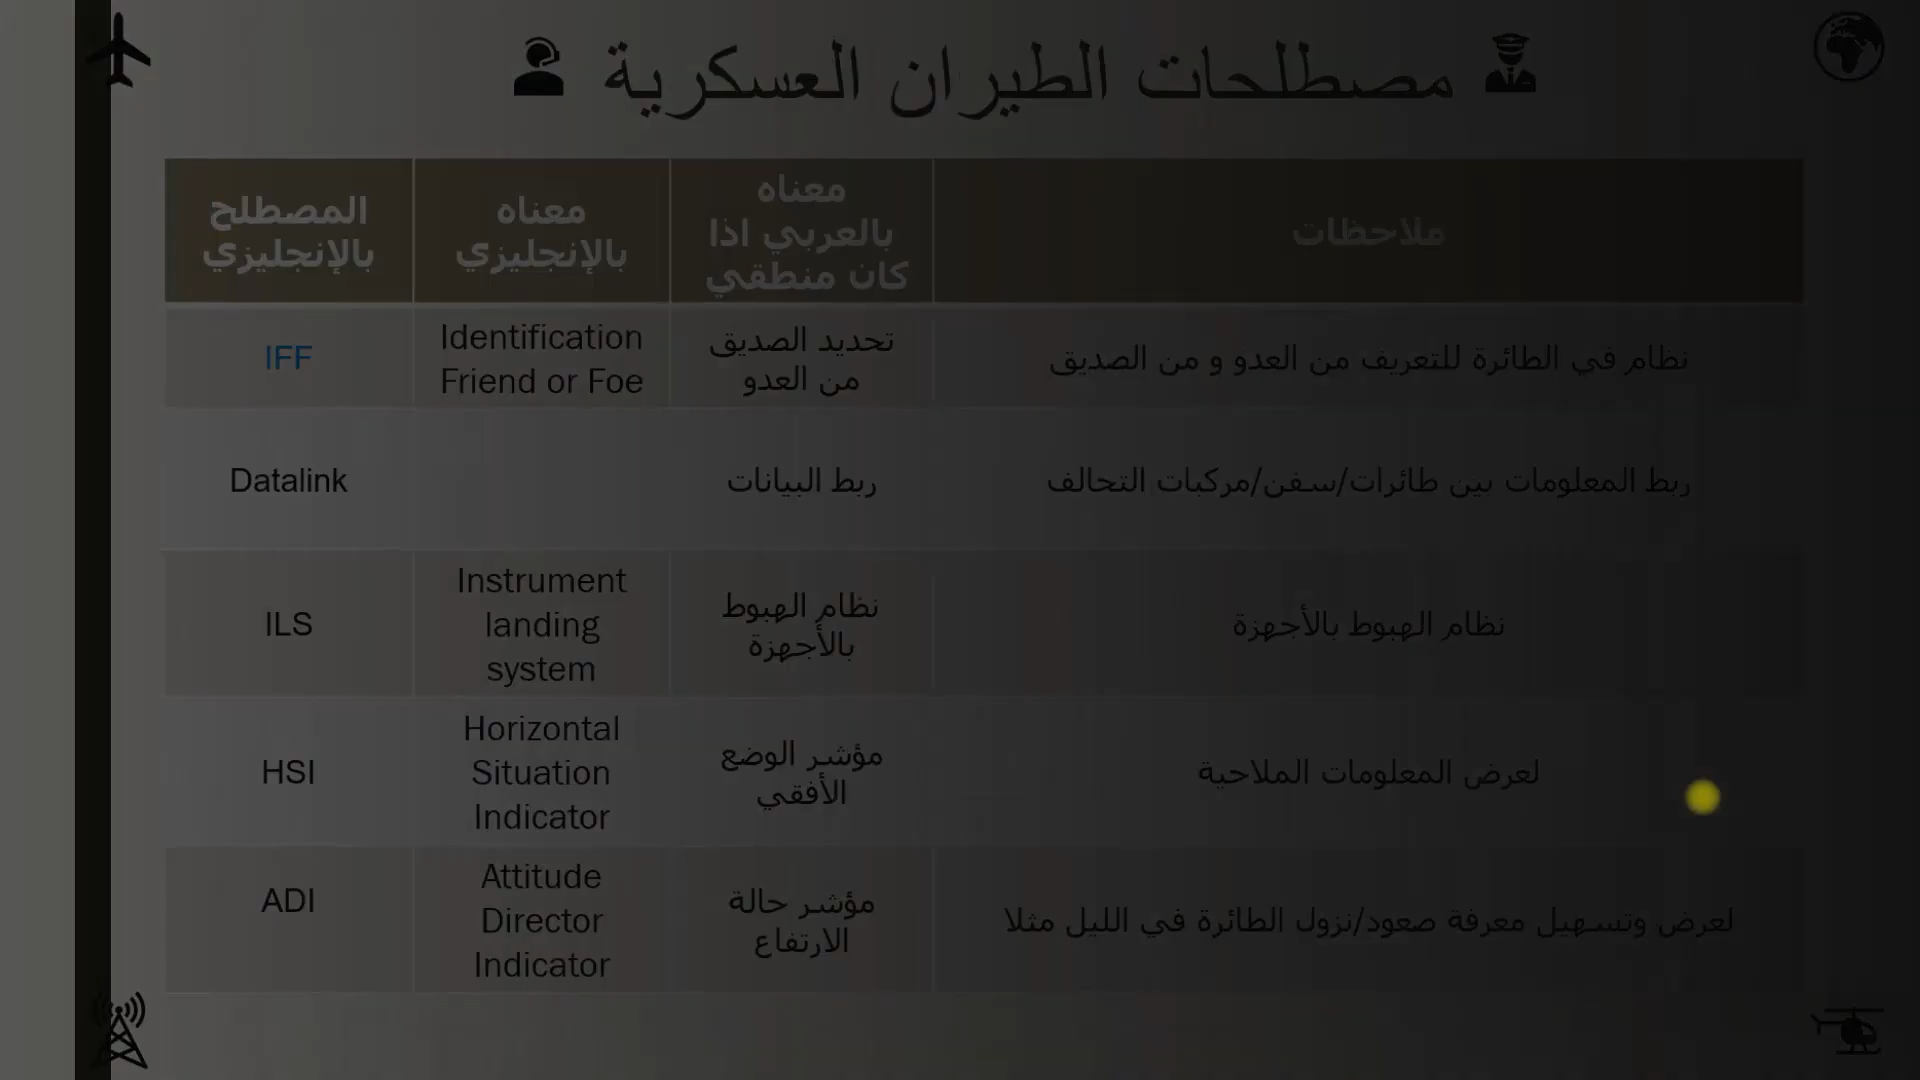 مصطلحات الطيران العسكرية
المصطلح
بالإنجليزي
معناه
بالإنجليزي
معناه
بالعربي اذا
كان منطقي
ملاحظات
IFF
Identification
Friend or Foe
تحديد الصديق
من العدو
نظام في الطائرة للتعريف من العدو و من الصديق
Datalink
ربط البيانات
ربط المعلومات بين طائرات/سفن/مركبات التحالف
ILS
Instrument
landing
system
نظام الهبوط
بالأجهزة
نظام الهبوط بالأجهزة
HSI
Horizontal
Situation
Indicator
مؤشر الوضع
الأفقي
لعرض المعلومات الملاحية
ADI
Attitude
Director
Indicator
مؤشر حالة
الارتفاع
لعرض وتسهيل معرفة صعود/نزول الطائرة في الليل مثلا